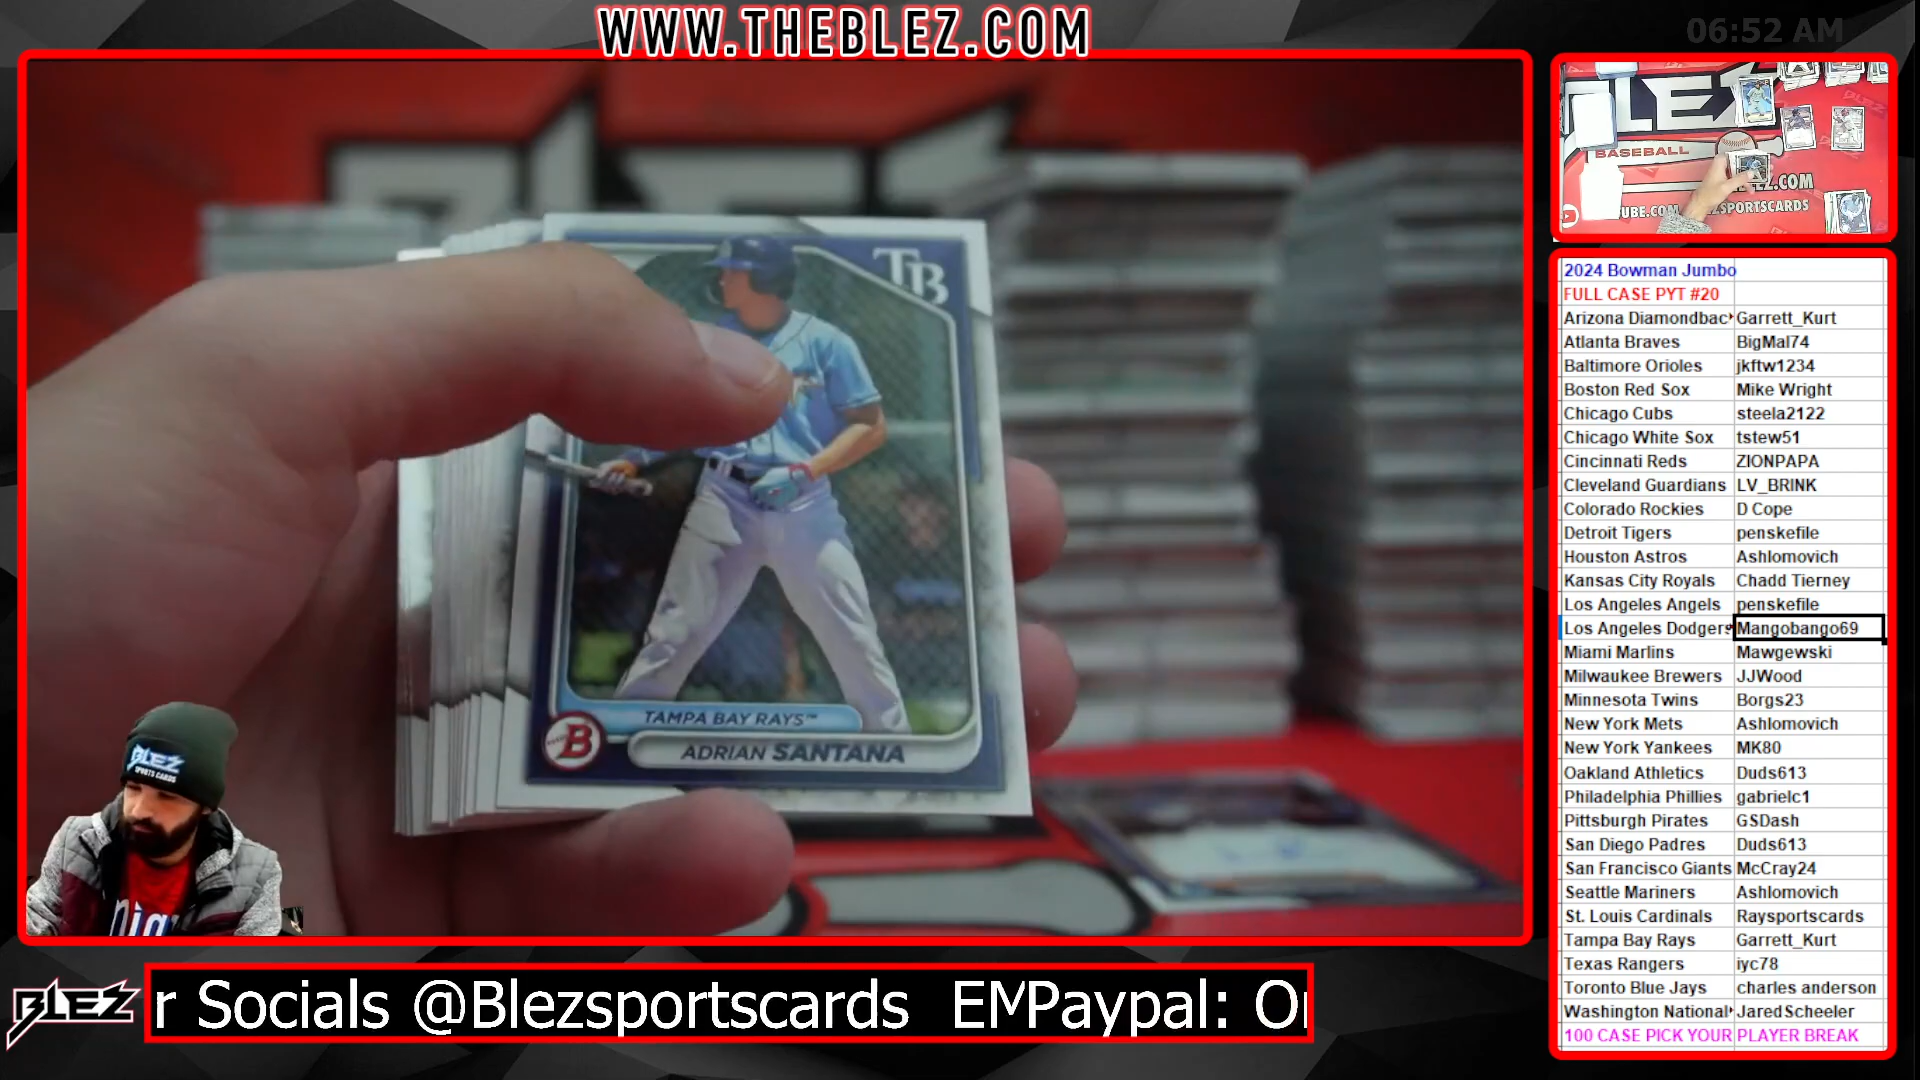 WWW.THEBLEZ.COM
06:52 AM
TB
TAMPA BAY RAYS™
B
ADRIAN SANTANA
BLEZ
SPORTS CARDS
BASEBALL
2024 Bowman Jumbo
FULL CASE PYT #20
Arizona Diamondbac Garrett_Kurt
Atlanta Braves BigMal74
Baltimore Orioles jkftw1234
Boston Red Sox Mike Wright
Chicago Cubs steela2122
Chicago White Sox tstew51
Cincinnati Reds ZIONPAPA
Cleveland Guardians LV_BRINK
Colorado Rockies D Cope
Detroit Tigers penskefile
Houston Astros Ashlomovich
Kansas City Royals Chadd Tierney
Los Angeles Angels penskefile
Los Angeles Dodgers Mangobango69
Miami Marlins Mawgewski
Milwaukee Brewers JJWood
Minnesota Twins Borgs23
New York Mets Ashlomovich
New York Yankees MK80
Oakland Athletics Duds613
Philadelphia Phillies gabrielc1
Pittsburgh Pirates GSDash
San Diego Padres Duds613
San Francisco Giants McCray24
Seattle Mariners Ashlomovich
St. Louis Cardinals Raysportscards
Tampa Bay Rays Garrett_Kurt
Texas Rangers iyc78
Toronto Blue Jays charles anderson
Washington National JaredScheeler
100 CASE PICK YOUR PLAYER BREAK
BLEZ
r Socials @Blezsportscards EMPaypal: Or